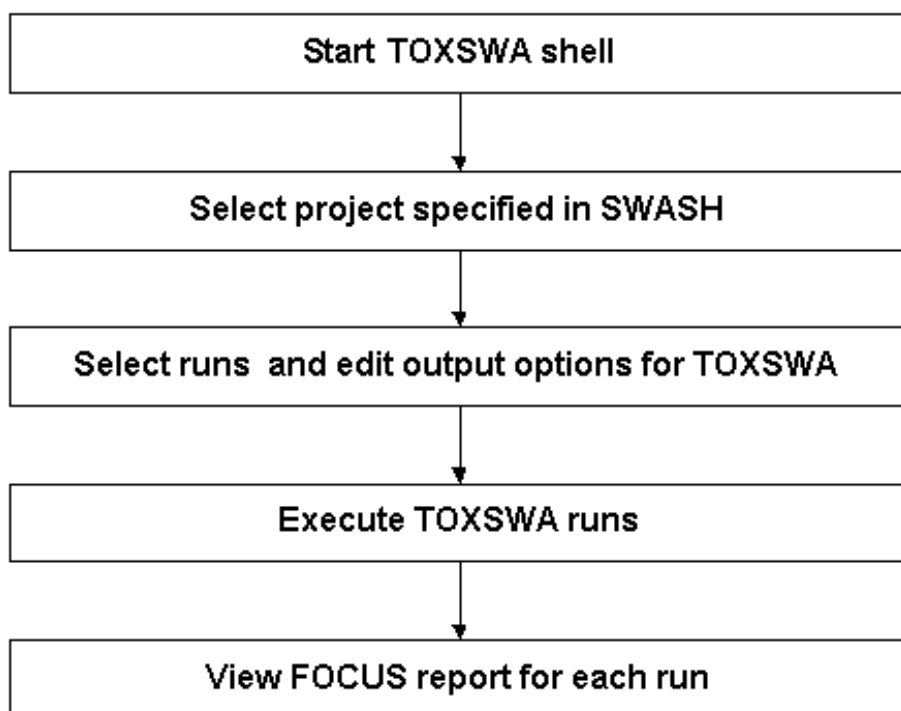 Start TOXSWA shell
Select project specified in SWASH
Select runs and edit output options for TOXSWA
Execute TOXSWA runs
View FOCUS report for each run